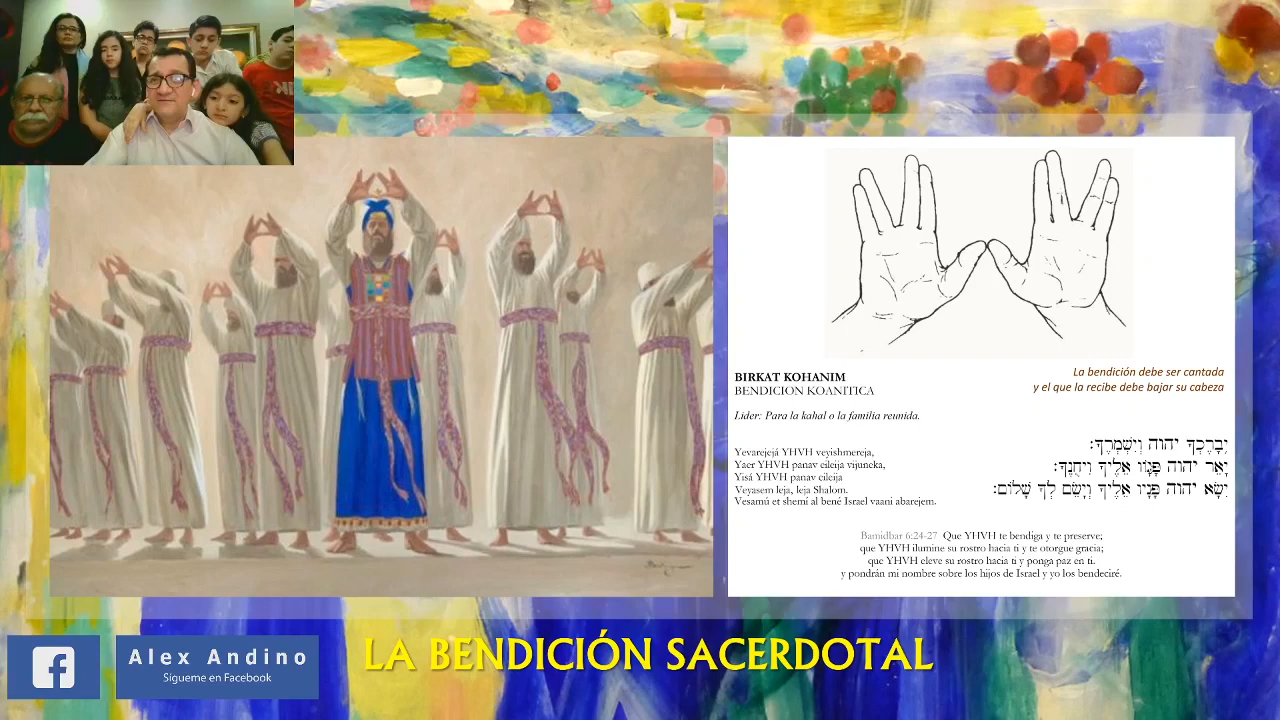 BIRKAT KOHANIM
BENDICION KOANITICA
La bendición debe ser cantada
y el que la recibe debe bajar su cabeza
Lider: Para la kahal o la familia reunida.
Yevarejejá YHVH veyishmereja,
Yaer YHVH panav eileija vijuneka,
Yisá YHVH panav eileija
Veyasem leja, leja Shalom.
Vesamú et shemí al bené Israel vaani abarejem.
יְבָרֶכְךָ יהוה וְיִשְׁמְרֶךָ:
יָאֵר יהוה פָּנָיו אֵלֶיךָ וִיחֻנֶּךָּ:
יִשָּׂא יהוה פָּנָיו אֵלֶיךָ וְיָשֵׂם לְךָ שָׁלוֹם:
Bamidbar 6:24-27 Que YHVH te bendiga y te preserve;
que YHVH ilumine su rostro hacia ti y te otorgue gracia;
que YHVH eleve su rostro hacia ti y ponga paz en ti.
y pondrán mi nombre sobre los hijos de Israel y yo los bendeciré.
Alex Andino
Sigueme en Facebook
LA BENDICIÓN SACERDOTAL